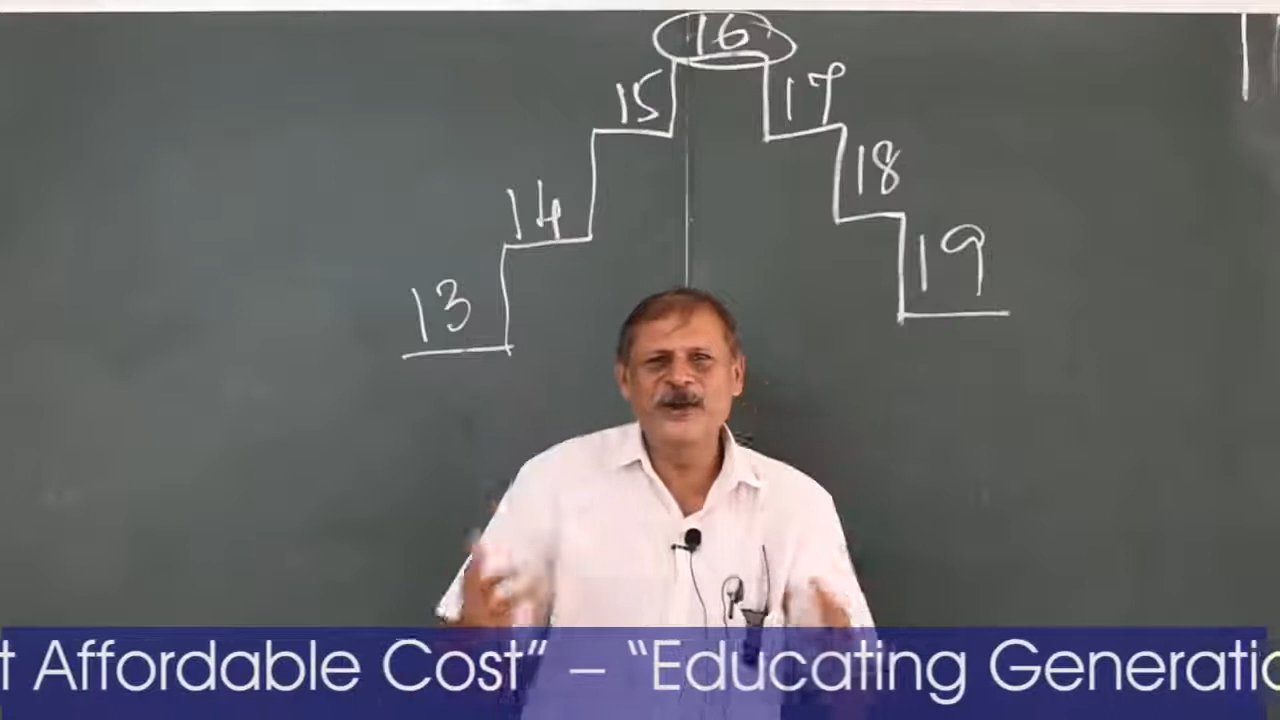 16
15 17
14 18
13 19
t Affordable Cost” – “Educating Generatio